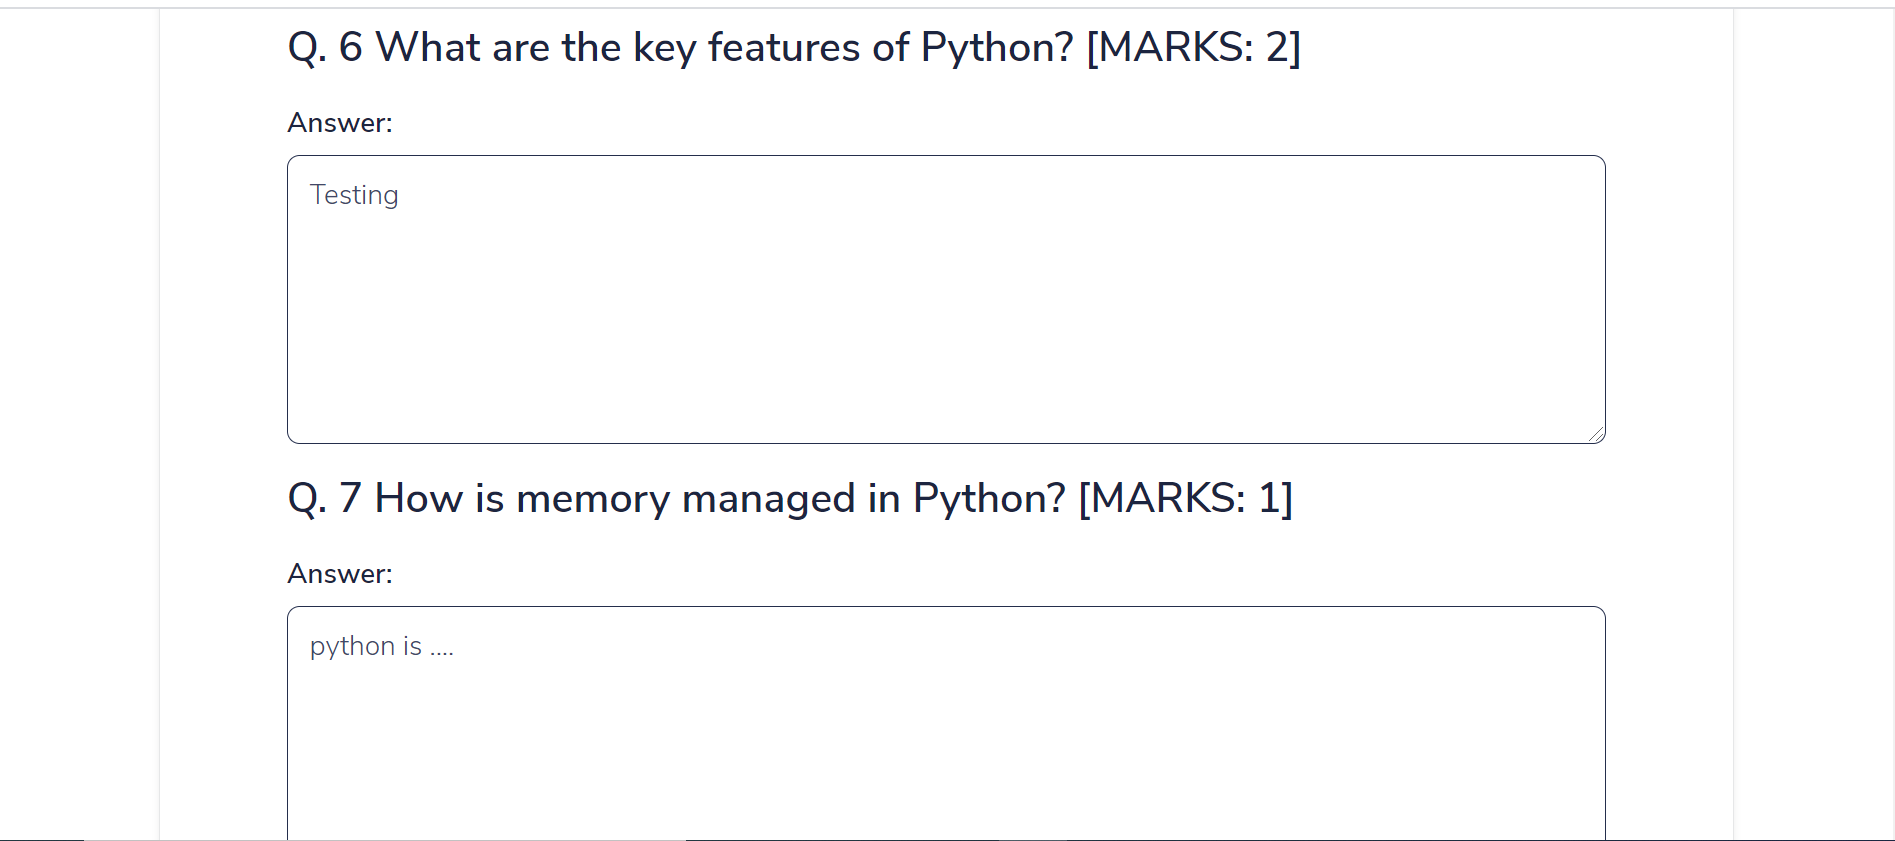 Q. 6 What are the key features of Python? [MARKS: 2]
Answer:
Testing
Q. 7 How is memory managed in Python? [MARKS: 1]
Answer:
python is ....